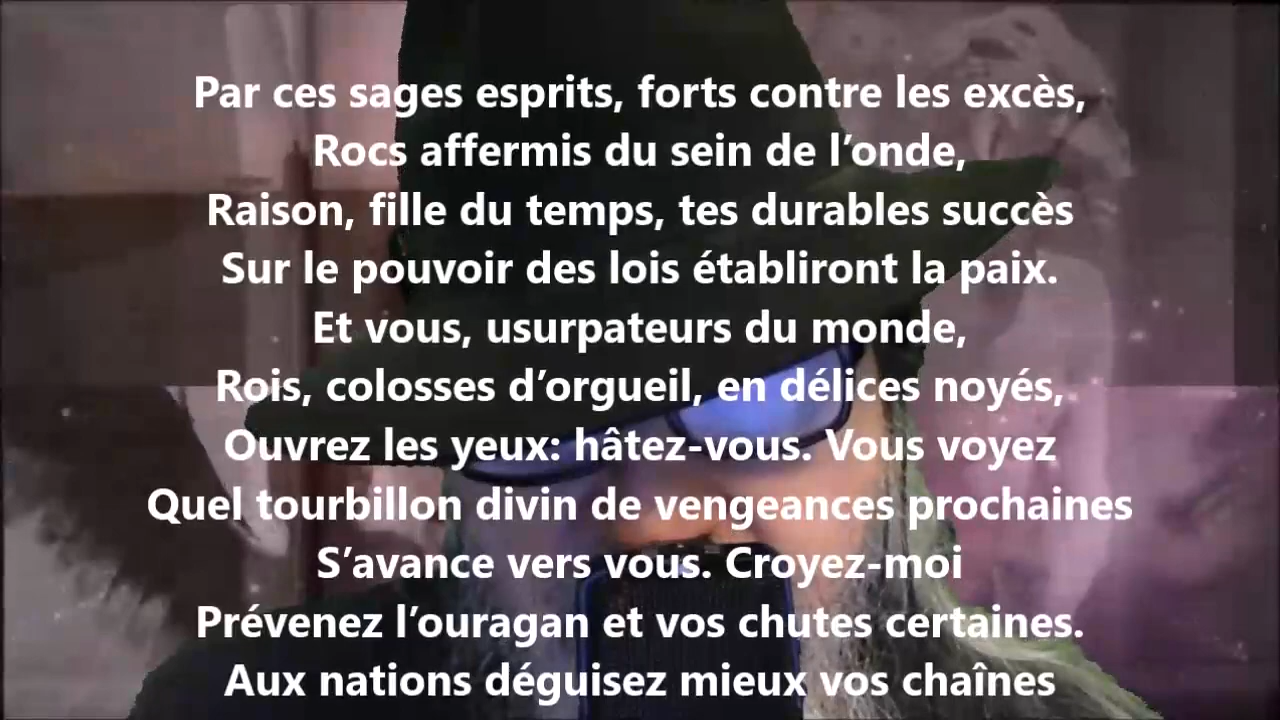 Par ces sages esprits, forts contre les excès,
Rocs affermis du sein de l’onde,
Raison, fille du temps, tes durables succès
Sur le pouvoir des lois établiront la paix.
Et vous, usurpateurs du monde,
Rois, colosses d’orgueil, en délices noyés,
Ouvrez les yeux: hâtez-vous. Vous voyez
Quel tourbillon divin de vengeances prochaines
S’avance vers vous. Croyez-moi
Prévenez l’ouragan et vos chutes certaines.
Aux nations déguisez mieux vos chaînes